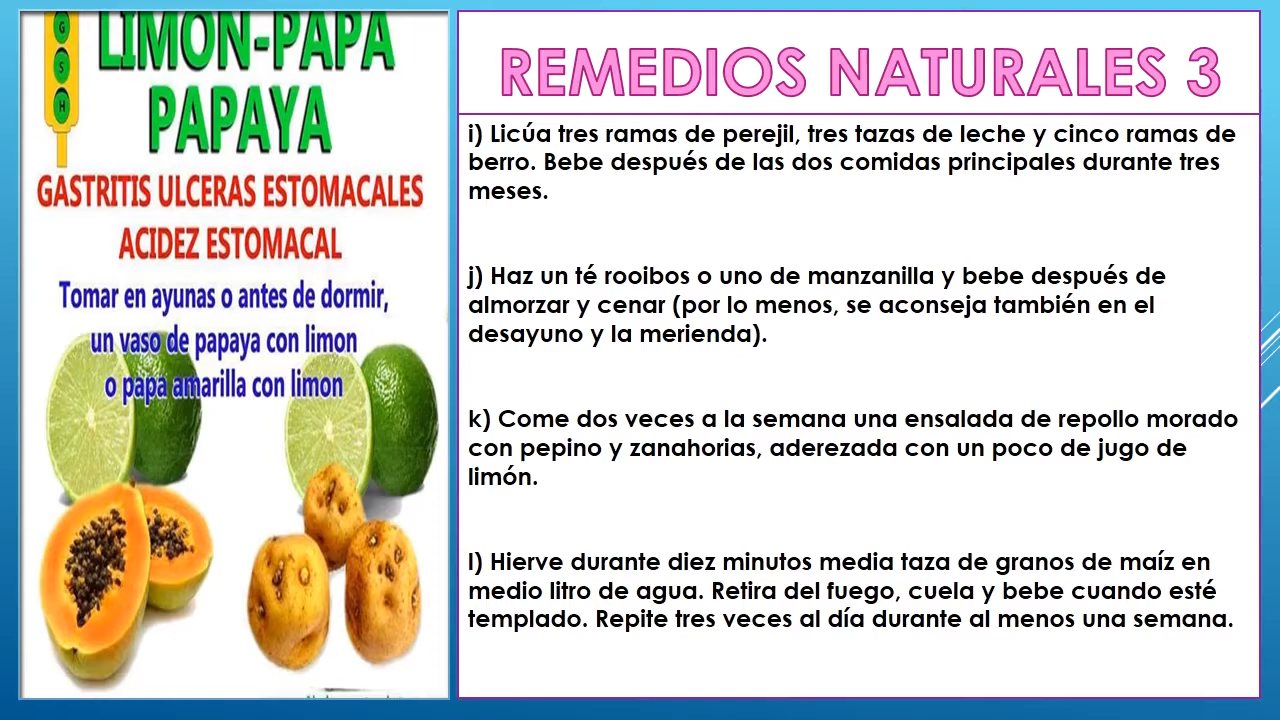 G
S
H
LIMON-PAPA
PAPAYA
GASTRITIS ULCERAS ESTOMACALES
ACIDEZ ESTOMACAL
Tomar en ayunas o antes de dormir,
un vaso de papaya con limon
o papa amarilla con limon
REMEDIOS NATURALES 3
i) Licúa tres ramas de perejil, tres tazas de leche y cinco ramas de
berro. Bebe después de las dos comidas principales durante tres
meses.
j) Haz un té rooibos o uno de manzanilla y bebe después de
almorzar y cenar (por lo menos, se aconseja también en el
desayuno y la merienda).
k) Come dos veces a la semana una ensalada de repollo morado
con pepino y zanahorias, aderezada con un poco de jugo de
limón.
l) Hierve durante diez minutos media taza de granos de maíz en
medio litro de agua. Retira del fuego, cuela y bebe cuando esté
templado. Repite tres veces al día durante al menos una semana.